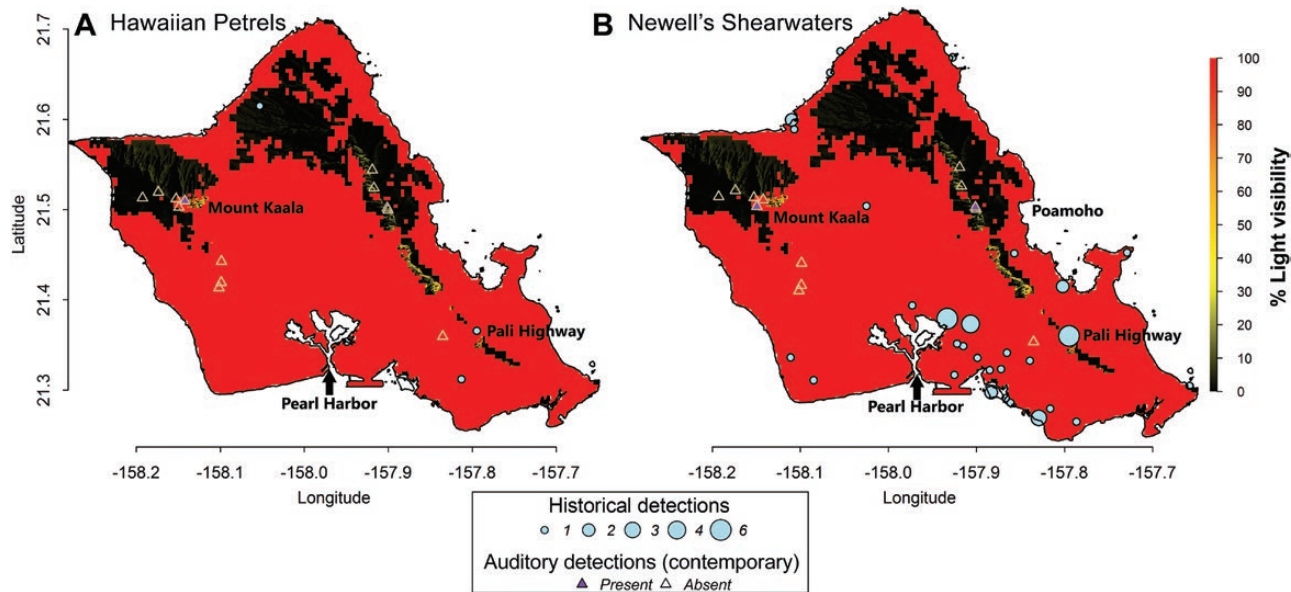 A Hawaiian Petrels
B Newell's Shearwaters
21.7
21.6
21.5
21.4
21.3
Latitude
Mount Kaala
Pali Highway
Pearl Harbor
-158.2 -158.1 -158.0 -157.9 -157.8 -157.7
Longitude
Mount Kaala
Poamoho
Pali Highway
Pearl Harbor
-158.2 -158.1 -158.0 -157.9 -157.8 -157.7
Longitude
100
90
80
70
60
50
40
30
20
10
0
% Light visibility
Historical detections
1 2 3 4 6
Auditory detections (contemporary)
Present Absent